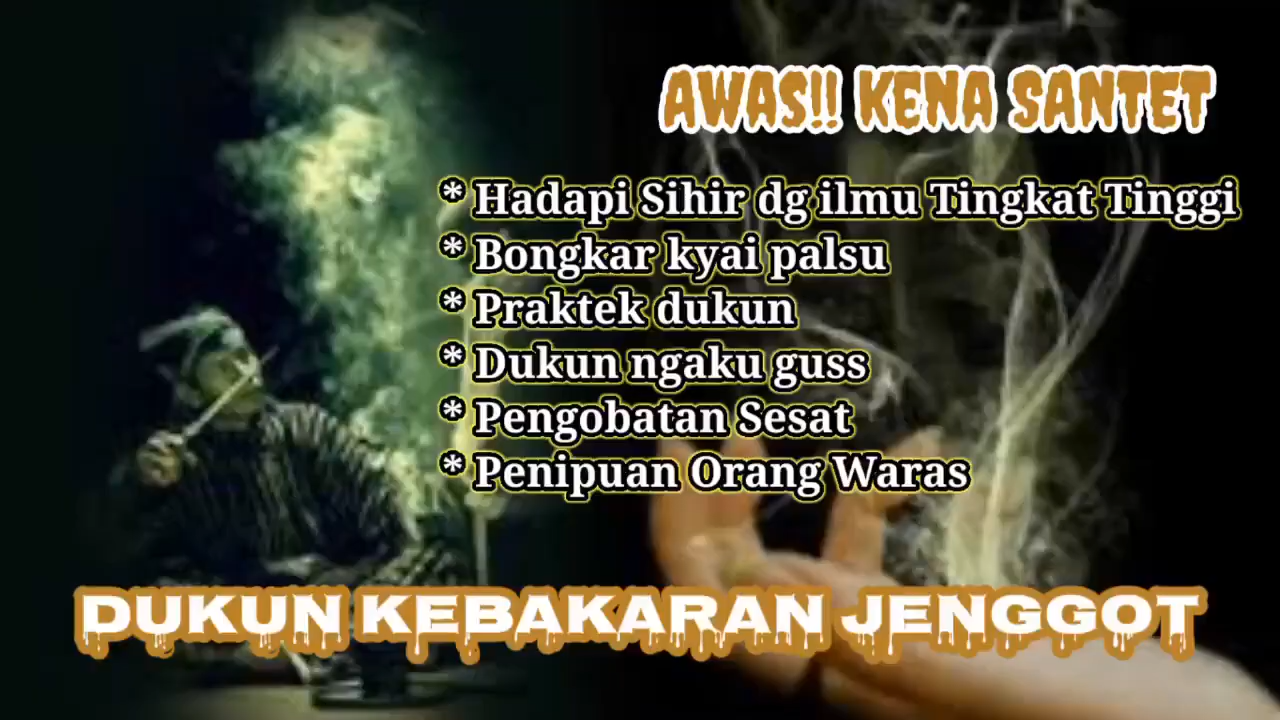 AWAS!! KENA SANTET
* Hadapi Sihir dg ilmu Tingkat Tinggi
* Bongkar kyai palsu
* Praktek dukun
* Dukun ngaku guss
* Pengobatan Sesat
* Penipuan Orang Waras
DUKUN KEBAKARAN JENGGOT